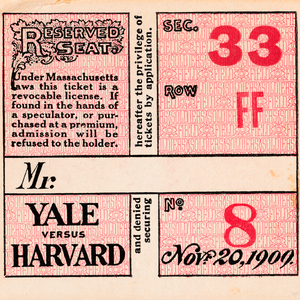 RESERVED
SEAT.
Under Massachusetts
laws this ticket is a
revocable license. If
found in the hands of
a speculator, or pur-
chased at a premium,
admission will be
refused to the holder.
hereafter the privilege of
tickets by application.
SEC.
33
ROW
FF
Mr.
YALE
VERSUS
HARVARD
and denied
securing
No
8
Nov. 20, 1909.